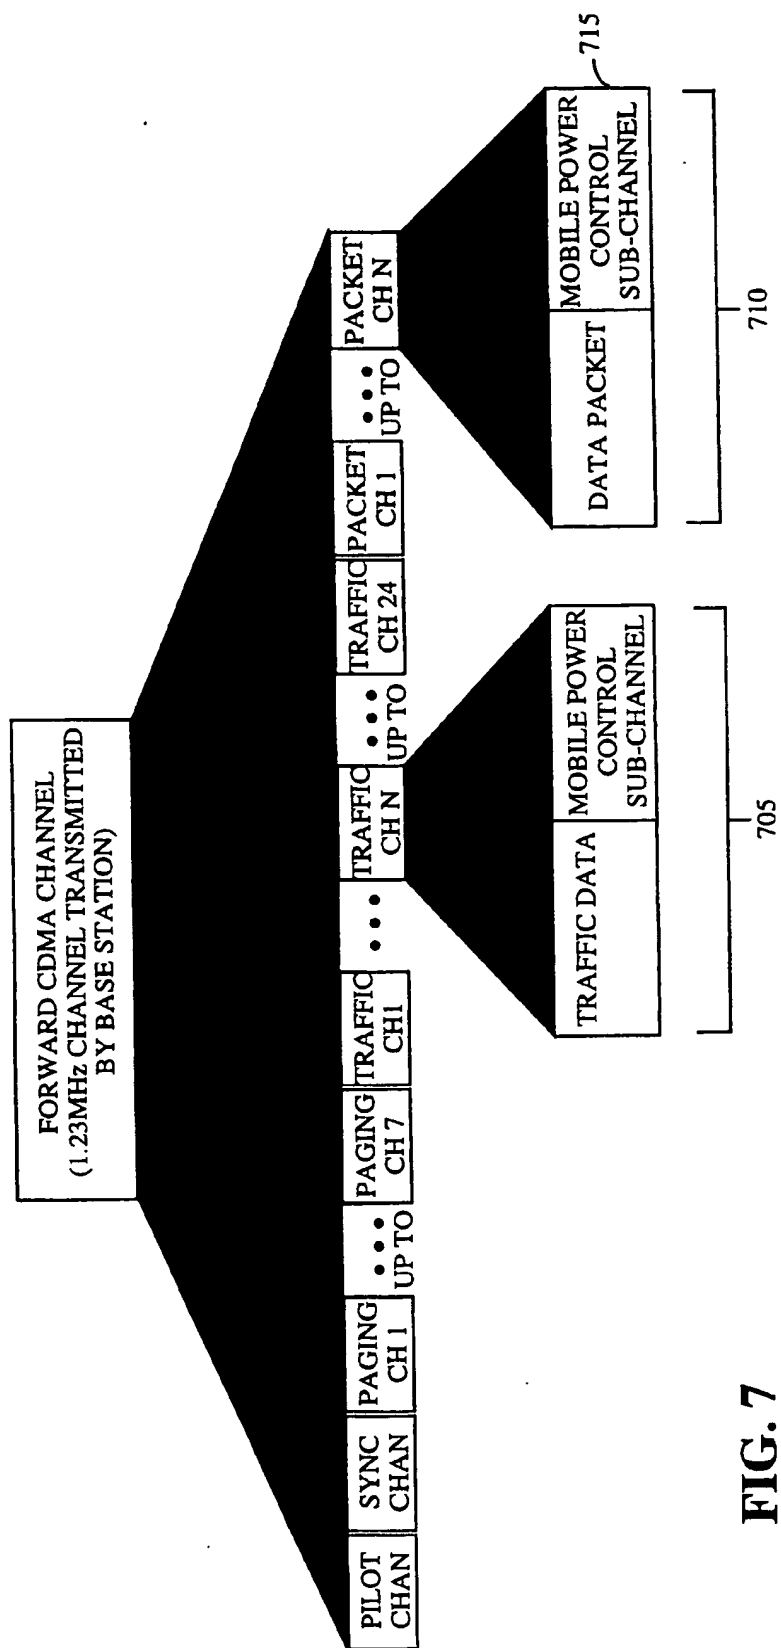 FORWARD CDMA CHANNEL
(1.23MHz CHANNEL TRANSMITTED
BY BASE STATION)
PILOT
CHAN
SYNC
CHAN
PAGING
CH 1
•••
UP TO
PAGING
CH 7
TRAFFIC
CH1
•••
TRAFFIC
CH N
•••
UP TO
TRAFFIC
CH 24
PACKET
CH 1
•••
UP TO
PACKET
CH N
TRAFFIC DATA
MOBILE POWER
CONTROL
SUB-CHANNEL
705
DATA PACKET
MOBILE POWER
CONTROL
SUB-CHANNEL
715
710
FIG. 7